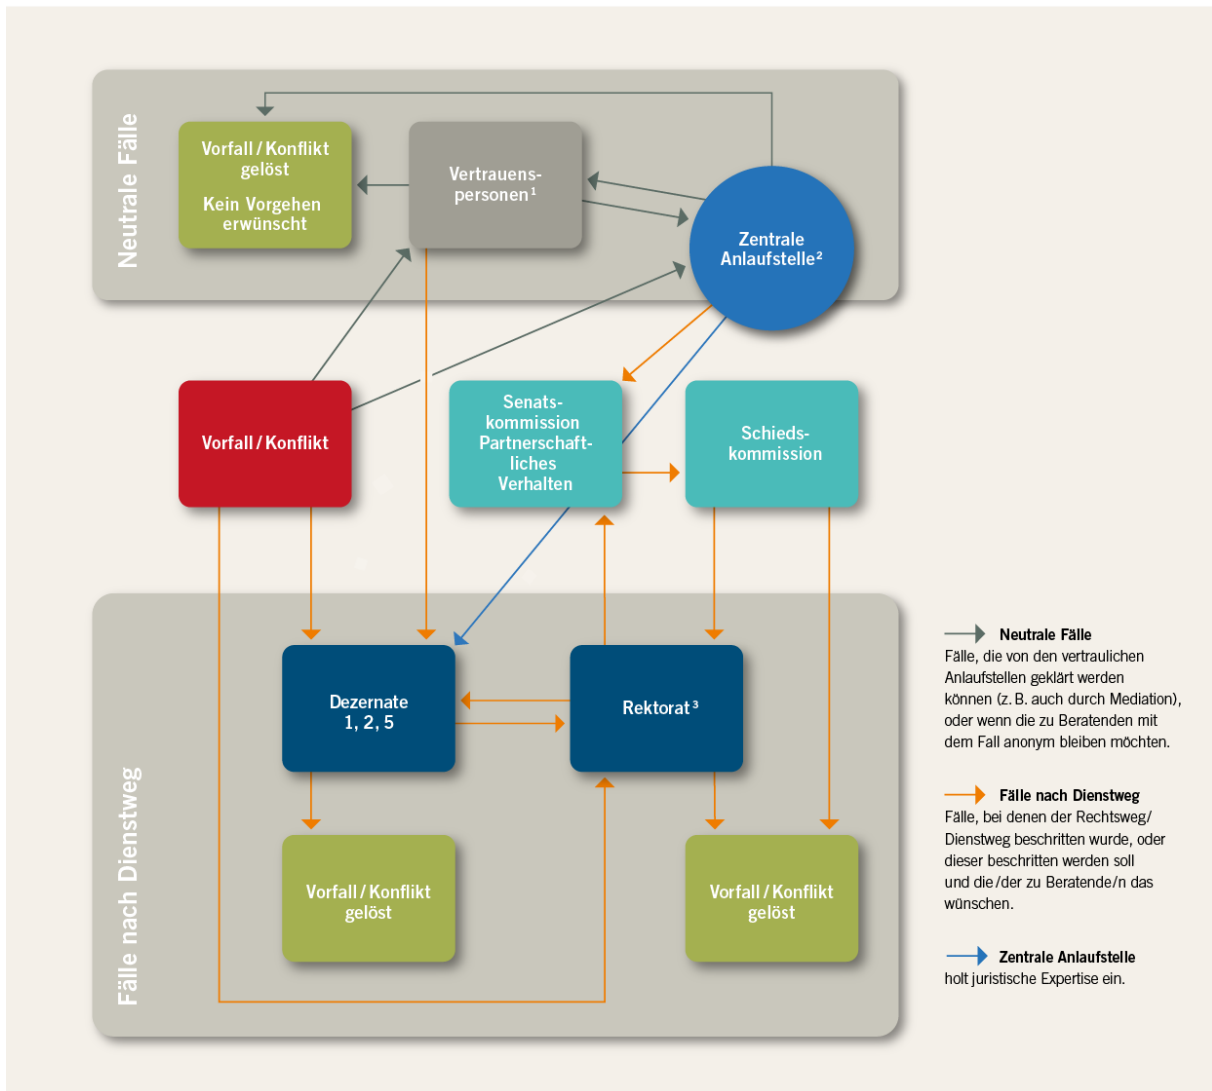 Neutrale Fälle
Vorfall / Konflikt
gelöst
Kein Vorgehen
erwünscht
Vertrauens-
personen¹
Zentrale
Anlaufstelle²
Vorfall / Konflikt
Senats-
kommission
Partnerschaft-
liches
Verhalten
Schieds-
kommission
Fälle nach Dienstweg
Dezernate
1, 2, 5
Rektorat³
Vorfall / Konflikt
gelöst
Vorfall / Konflikt
gelöst
Neutrale Fälle
Fälle, die von den vertraulichen
Anlaufstellen geklärt werden
können (z. B. auch durch Mediation),
oder wenn die zu Beratenden mit
dem Fall anonym bleiben möchten.
Fälle nach Dienstweg
Fälle, bei denen der Rechtsweg/
Dienstweg beschritten wurde, oder
dieser beschritten werden soll
und die /der zu Beratende/n das
wünschen.
Zentrale Anlaufstelle
holt juristische Expertise ein.